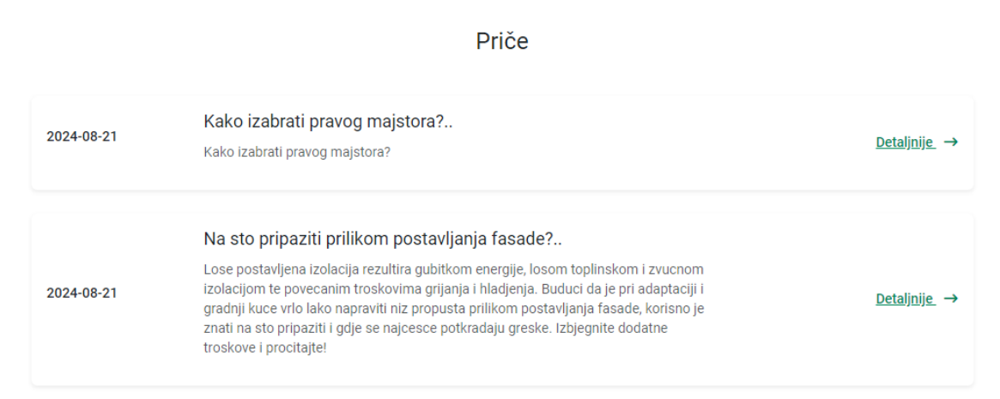 Priče
Kako izabrati pravog majstora?..
2024-08-21
Kako izabrati pravog majstora?
Detaljnije →
Na sto pripaziti prilikom postavljanja fasade?..
Lose postavljena izolacija rezultira gubitkom energije, losom toplinskom i zvucnom
izolacijom te povecanim troskovima grijanja i hladjenja. Buduci da je pri adaptaciji i
2024-08-21
gradnji kuce vrlo lako napraviti niz propusta prilikom postavljanja fasade, korisno je
Detaljnije →
znati na sto pripaziti i gdje se najcesce potkradaju greske. Izbjegnite dodatne
troskove i procitajte!